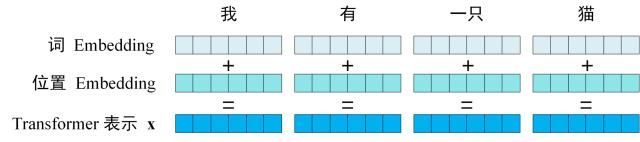 我 有 一只 猫
词 Embedding
+ + + +
位置 Embedding
= = = =
Transformer 表示 x